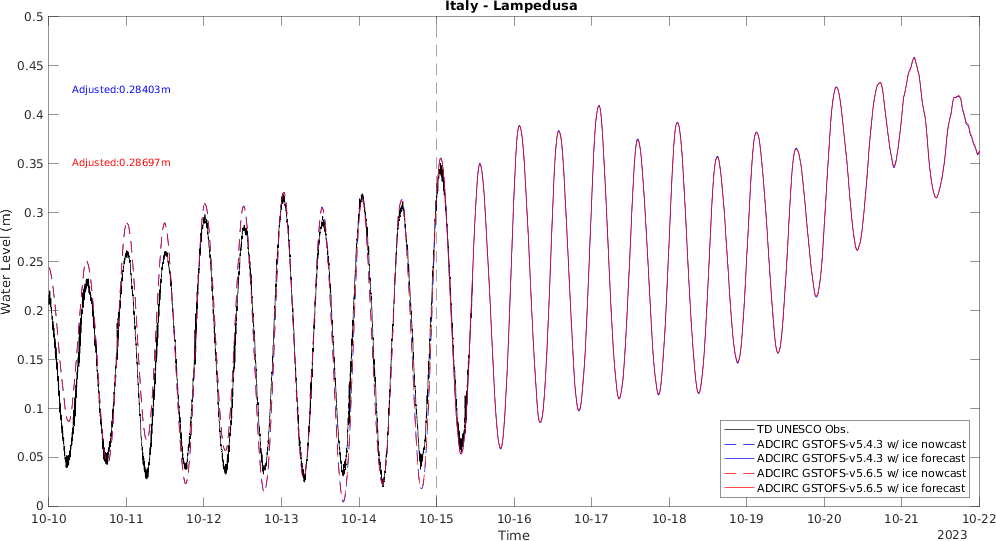 Italy - Lampedusa
0.5
0.45
0.4
0.35
0.3
0.25
0.2
0.15
0.1
0.05
0
Water Level (m)
Adjusted:0.28403m
Adjusted:0.28697m
TD UNESCO Obs.
ADCIRC GSTOFS-v5.4.3 w/ ice nowcast
ADCIRC GSTOFS-v5.4.3 w/ ice forecast
ADCIRC GSTOFS-v5.6.5 w/ ice nowcast
ADCIRC GSTOFS-v5.6.5 w/ ice forecast
10-10 10-11 10-12 10-13 10-14 10-15 10-16 10-17 10-18 10-19 10-20 10-21 10-22
Time
2023